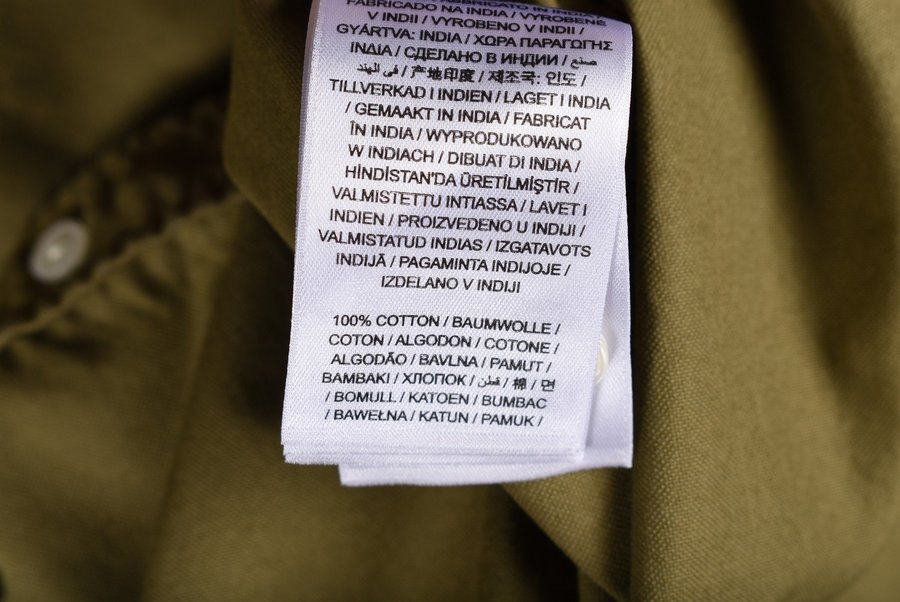 FABRICADO NA INDIA / VYROBENÉ
V INDII / VYROBENO V INDII /
GYÁRTVA: INDIA / ΧΩΡΑ ΠΑΡΑΓΩΓΗΣ
ΙΝΔΙΑ / СДЕЛАНО В ИНДИИ / صنع
في الهند / 产地印度 / 제조국: 인도 /
TILLVERKAD I INDIEN / LAGET I INDIA
/ GEMAAKT IN INDIA / FABRICAT
ÎN INDIA / WYPRODUKOWANO
W INDIACH / DIBUAT DI INDIA /
HİNDİSTAN'DA ÜRETİLMİŞTİR /
VALMISTETTU INTIASSA / LAVET I
INDIEN / PROIZVEDENO U INDIJI /
VALMISTATUD INDIAS / IZGATAVOTS
INDIJĀ / PAGAMINTA INDIJOJE /
IZDELANO V INDIJI
100% COTTON / BAUMWOLLE /
COTON / ALGODON / COTONE /
ALGODÃO / BAVLNA / PAMUT /
BAMBAKI / ХЛОПОК / قطن / 棉 / 면
/ BOMULL / KATOEN / BUMBAC
/ BAWEŁNA / KATUN / PAMUK /